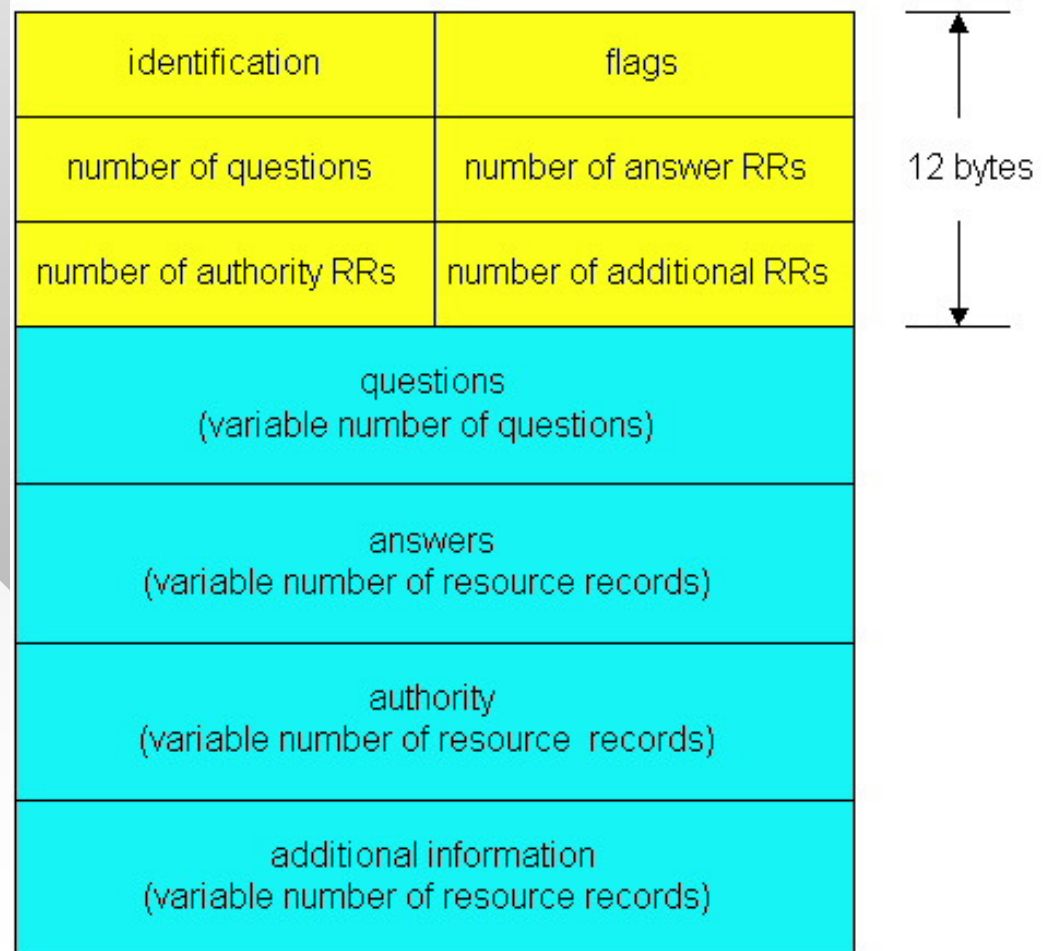 identification
flags
number of questions
number of answer RRs
12 bytes
number of authority RRs
number of additional RRs
questions
(variable number of questions)
answers
(variable number of resource records)
authority
(variable number of resource records)
additional information
(variable number of resource records)